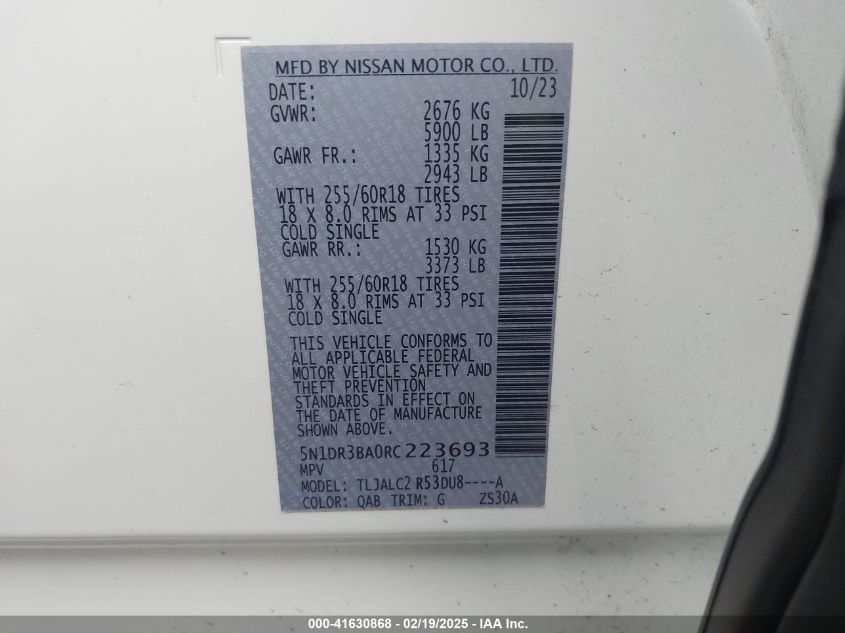 MFD BY NISSAN MOTOR CO., LTD.
DATE: 10/23
GVWR: 2676 KG
5900 LB
GAWR FR.: 1335 KG
2943 LB
WITH 255/60R18 TIRES
18 X 8.0 RIMS AT 33 PSI
COLD SINGLE
GAWR RR.: 1530 KG
3373 LB
WITH 255/60R18 TIRES
18 X 8.0 RIMS AT 33 PSI
COLD SINGLE
THIS VEHICLE CONFORMS TO
ALL APPLICABLE FEDERAL
MOTOR VEHICLE SAFETY AND
THEFT PREVENTION
STANDARDS IN EFFECT ON
THE DATE OF MANUFACTURE
SHOWN ABOVE.
5N1DR3BA0RC223693
MPV 617
MODEL: TLJALC2 R53DU8----A
COLOR: QAB TRIM: G ZS30A
000-41630868 - 02/19/2025 - IAA Inc.